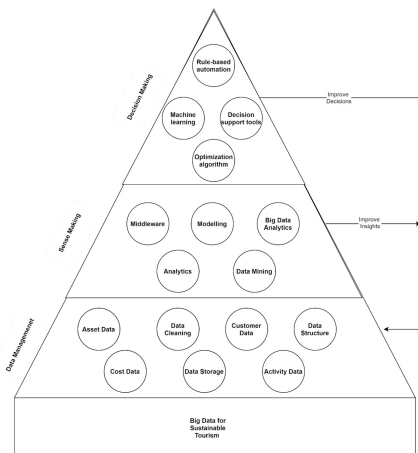 Rule-based
automation
Decision Making
Machine
learning
Decision
support tools
Improve
Decisions
Optimization
algorithm
Sense Making
Middleware
Modelling
Big Data
Analytics
Improve
Insights
Analytics
Data Mining
Data Managemenet
Asset Data
Data
Cleaning
Customer
Data
Data
Structure
Cost Data
Data Storage
Activity Data
Big Data for
Sustainable
Tourism